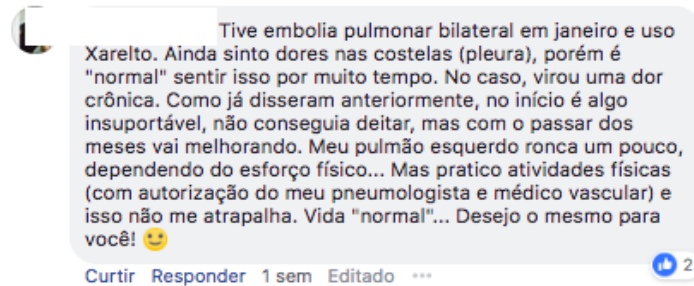 Tive embolia pulmonar bilateral em janeiro e uso
Xarelto. Ainda sinto dores nas costelas (pleura), porém é
"normal" sentir isso por muito tempo. No caso, virou uma dor
crônica. Como já disseram anteriormente, no início é algo
insuportável, não conseguia deitar, mas com o passar dos
meses vai melhorando. Meu pulmão esquerdo ronca um pouco,
dependendo do esforço físico... Mas pratico atividades físicas
(com autorização do meu pneumologista e médico vascular) e
isso não me atrapalha. Vida "normal"... Desejo o mesmo para
você! 🙂
2
Curtir Responder 1 sem Editado ···